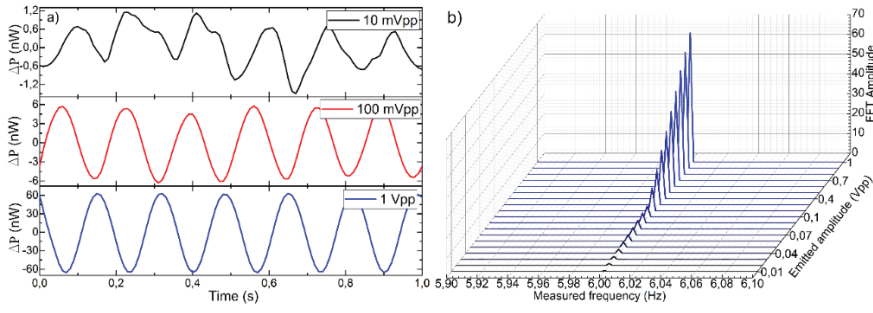 a)
10 mVpp
ΔP (nW)
1,2
0,6
0,0
-0,6
-1,2
100 mVpp
ΔP (nW)
6
3
0
-3
-6
1 Vpp
ΔP (nW)
60
30
0
-30
-60
0,0 0,2 0,4 0,6 0,8 1,0
Time (s)
b)
70
60
50
40
30
20
10
0
FFT Amplitude
1
0,7
0,4
0,1
0,07
0,04
0,01
Emitted amplitude (Vpp)
5,90 5,92 5,94 5,96 5,98 6,00 6,02 6,04 6,06 6,10
Measured frequency (Hz)